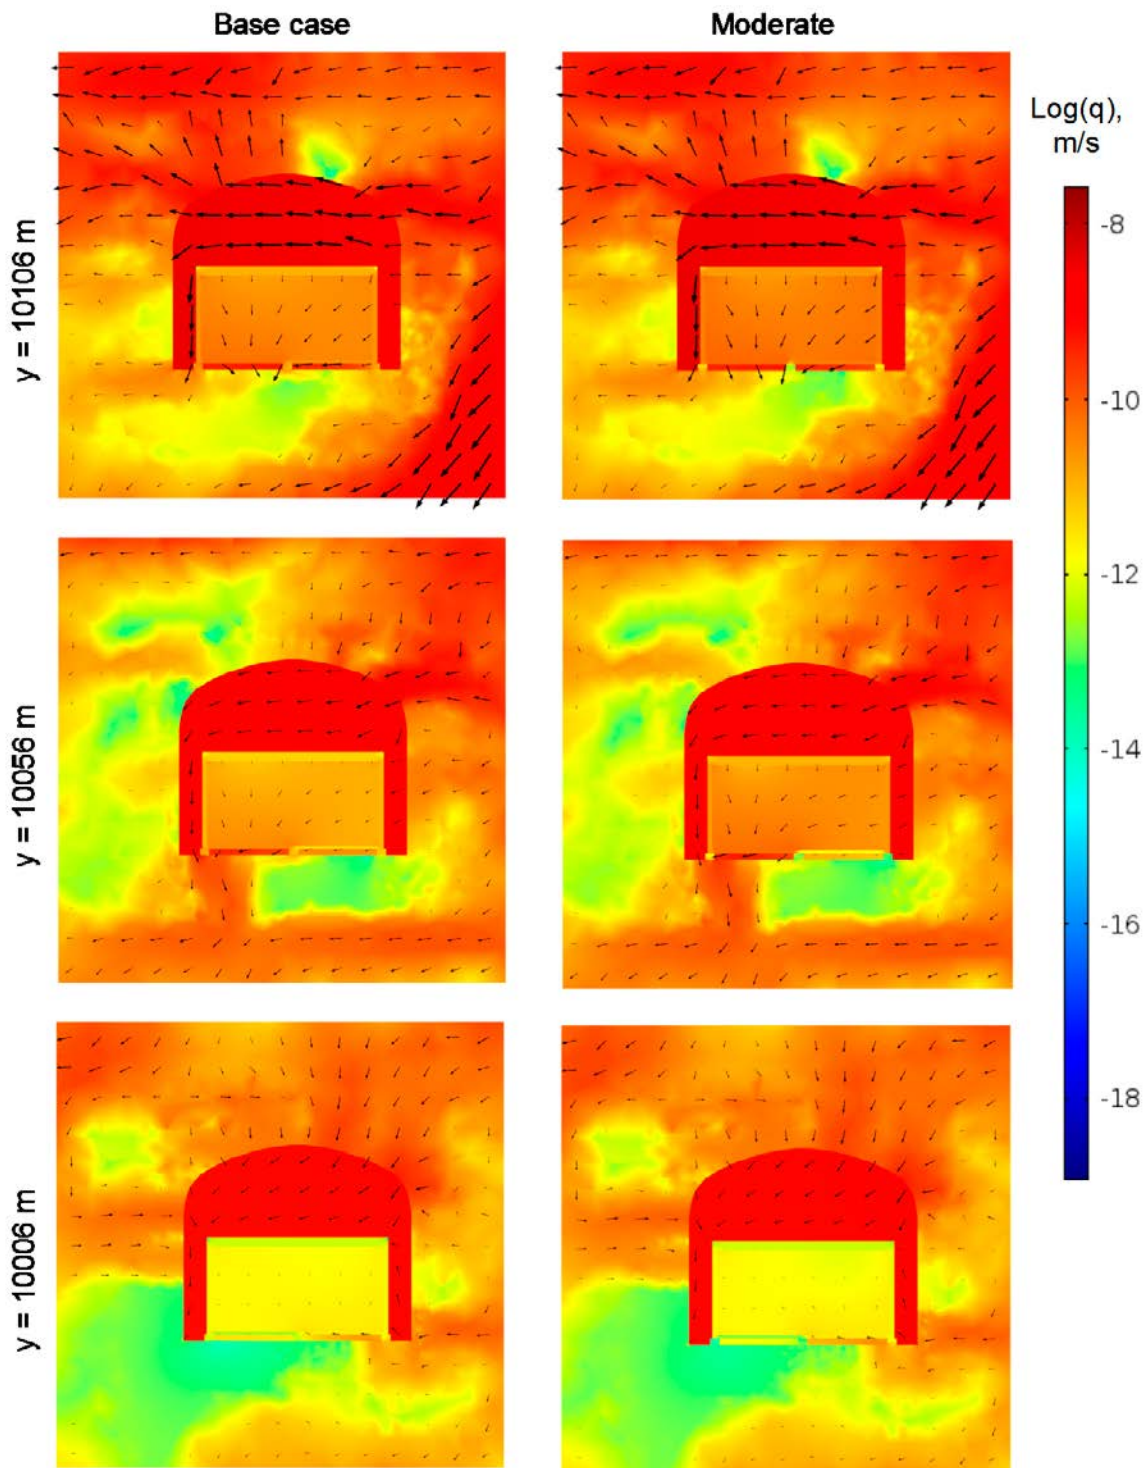 Base case
Moderate
Log(q),
m/s
y = 10106 m
-8
-10
-12
y = 10056 m
-14
-16
-18
y = 10006 m